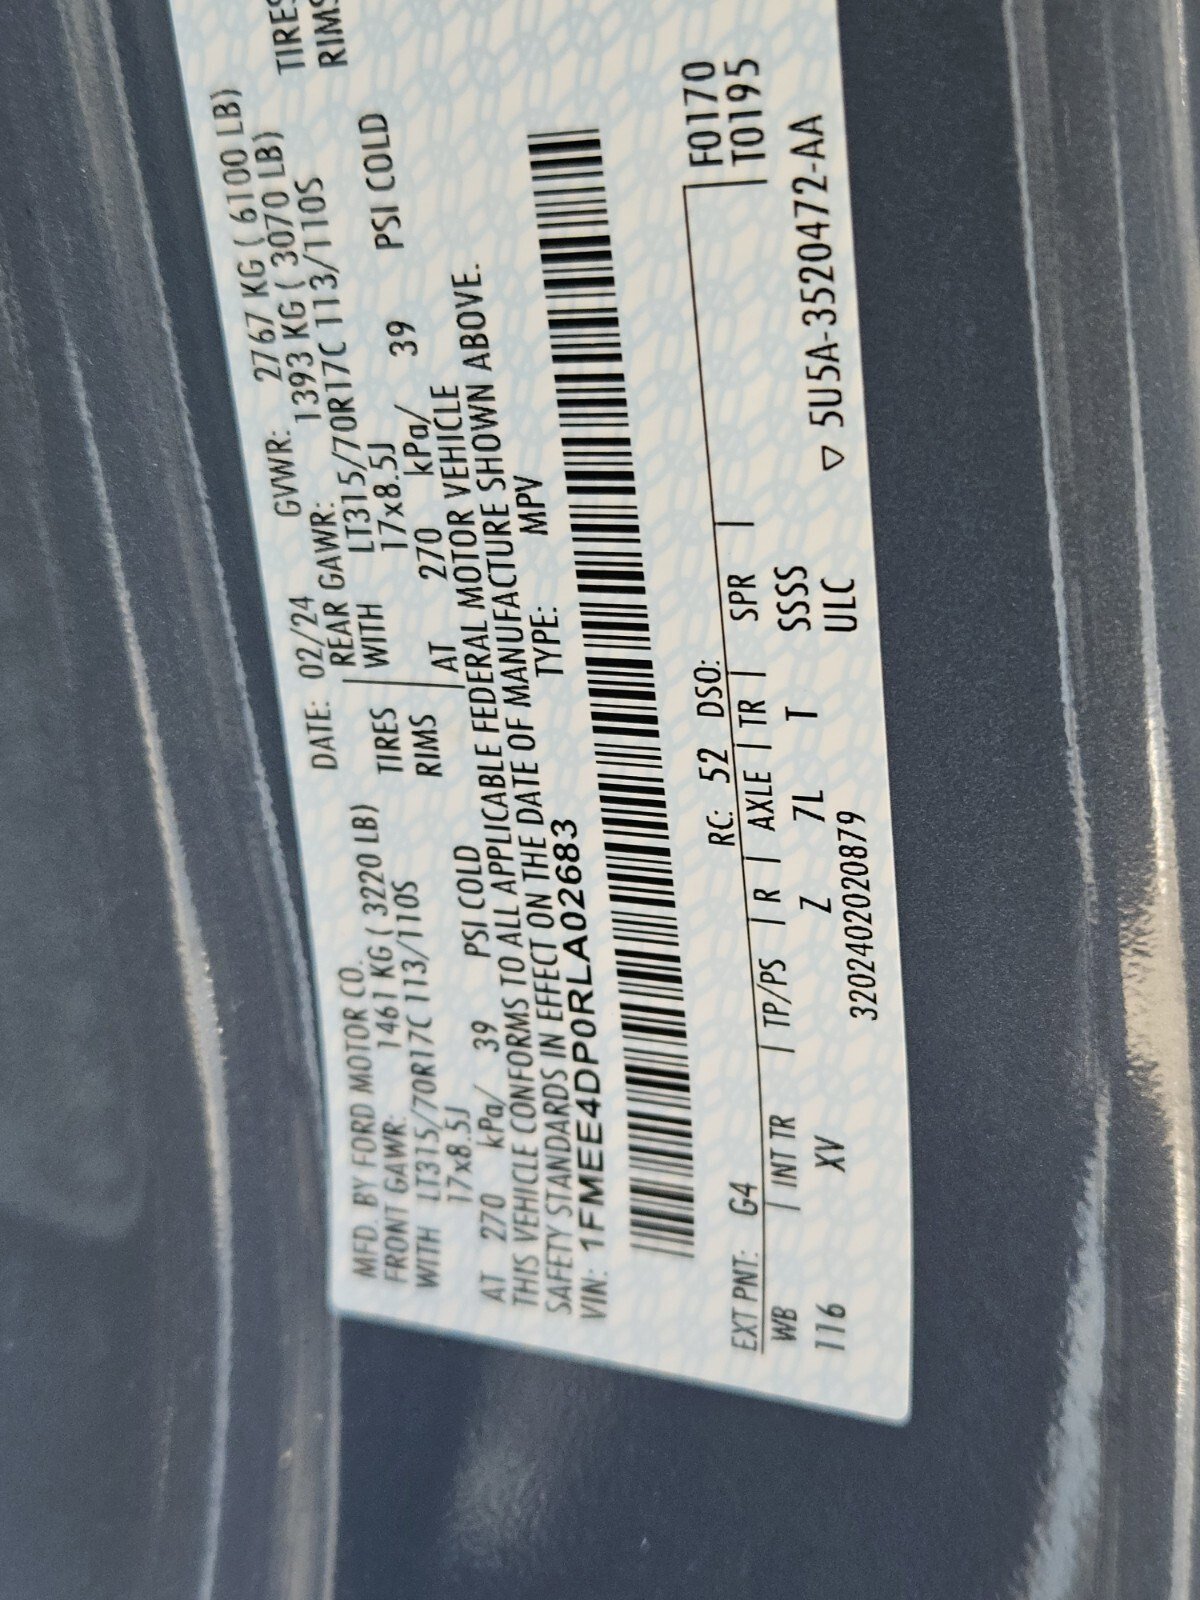 MFD. BY FORD MOTOR CO. DATE: 02/24 GVWR: 2767 KG ( 6100 LB)
FRONT GAWR: 1461 KG ( 3220 LB) REAR GAWR: 1393 KG ( 3070 LB)
WITH LT315/70R17C 113/110S TIRES WITH LT315/70R17C 113/110S TIRES
17x8.5J RIMS 17x8.5J RIMS
AT 270 kPa/ 39 PSI COLD AT 270 kPa/ 39 PSI COLD
THIS VEHICLE CONFORMS TO ALL APPLICABLE FEDERAL MOTOR VEHICLE
SAFETY STANDARDS IN EFFECT ON THE DATE OF MANUFACTURE SHOWN ABOVE.
VIN: 1FMEE4DP0RLA02683 TYPE: MPV
EXT PNT: G4 RC: 52 DSO: F0170
WB INT TR TP/PS R AXLE TR SPR T0195
116 XV Z 7L T SSSS
320240202​0879 ULC ▽ 5U5A-3520472-AA